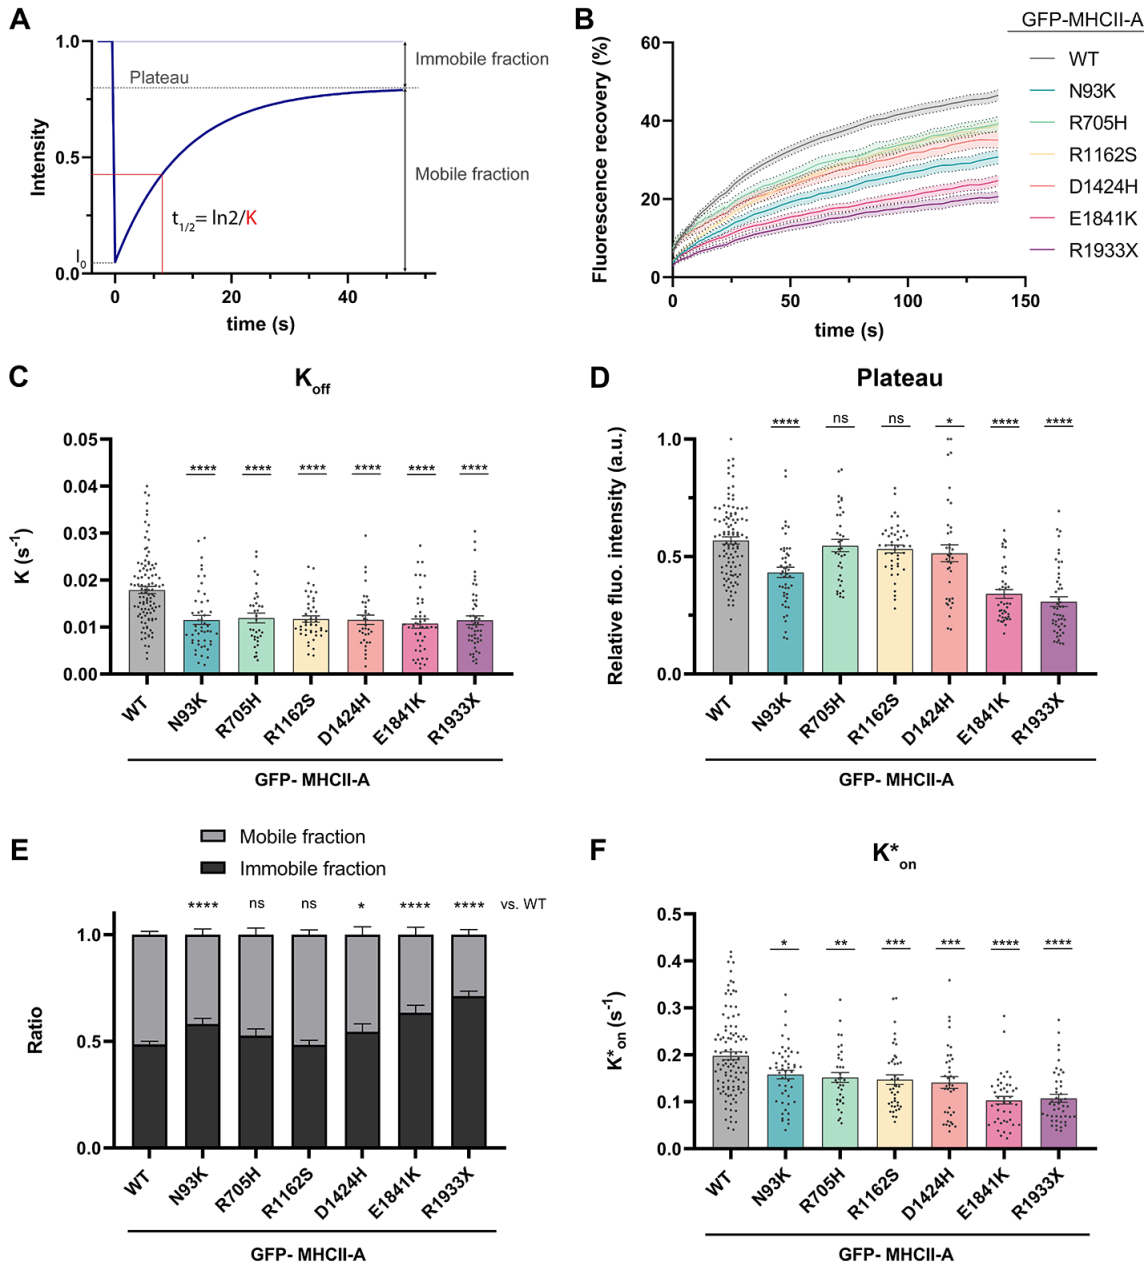 A
1.0
0.5
0.0
Intensity
Plateau
Immobile fraction
Mobile fraction
t1/2= ln2/K
I0
0
20
40
time (s)
B
GFP-MHCII-A
60
40
20
0
Fluorescence recovery (%)
0
50
100
150
time (s)
WT
N93K
R705H
R1162S
D1424H
E1841K
R1933X
C
Koff
0.05
0.04
0.03
0.02
0.01
0.00
K (s-1)
**** **** **** **** **** ****
WT N93K R705H R1162S D1424H E1841K R1933X
GFP- MHCII-A
D
Plateau
1.0
0.5
0.0
Relative fluo. intensity (a.u.)
**** ns ns * **** ****
WT N93K R705H R1162S D1424H E1841K R1933X
GFP- MHCII-A
E
Mobile fraction
Immobile fraction
**** ns ns * **** **** vs. WT
1.0
0.5
0.0
Ratio
WT N93K R705H R1162S D1424H E1841K R1933X
GFP- MHCII-A
F
K*on
0.5
0.4
0.3
0.2
0.1
0.0
K*on (s-1)
* ** *** *** **** ****
WT N93K R705H R1162S D1424H E1841K R1933X
GFP- MHCII-A